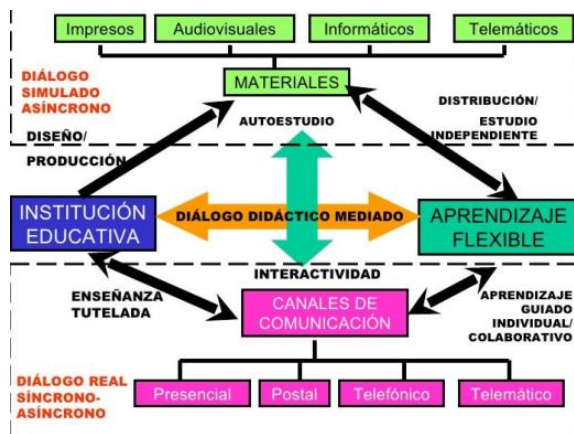 Impresos
Audiovisuales
Informáticos
Telemáticos
DIÁLOGO
SIMULADO
ASÍNCRONO
MATERIALES
AUTOESTUDIO
DISTRIBUCIÓN/
ESTUDIO
INDEPENDIENTE
DISEÑO/
PRODUCCIÓN
INSTITUCIÓN
EDUCATIVA
DIÁLOGO DIDÁCTICO MEDIADO
APRENDIZAJE
FLEXIBLE
INTERACTIVIDAD
ENSEÑANZA
TUTELADA
CANALES DE
COMUNICACIÓN
APRENDIZAJE
GUIADO
INDIVIDUAL/
COLABORATIVO
DIÁLOGO REAL
SÍNCRONO-
ASÍNCRONO
Presencial
Postal
Telefónico
Telemático